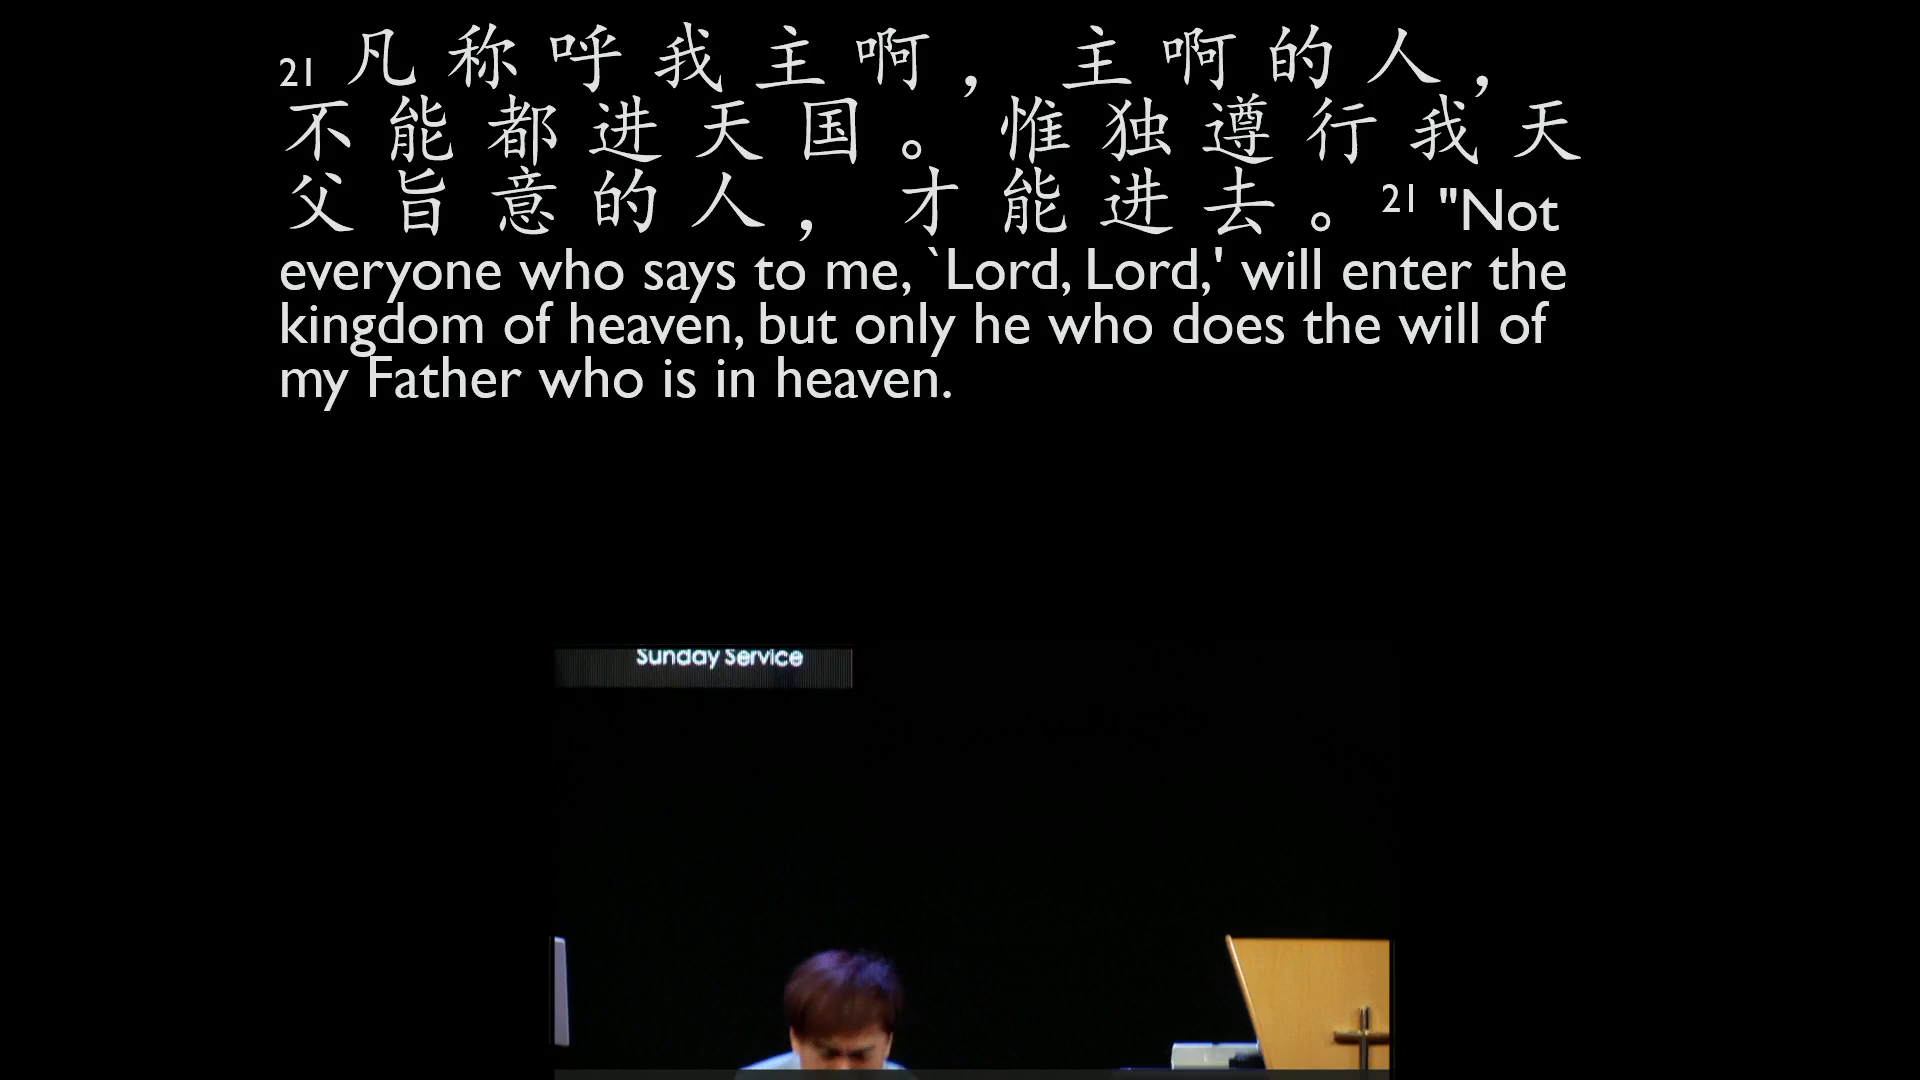 21 凡称呼我主啊，主啊的人，
不能都进天国。惟独遵行我天
父旨意的人，才能进去。21 "Not
everyone who says to me, `Lord, Lord,' will enter the
kingdom of heaven, but only he who does the will of
my Father who is in heaven.
Sunday Service